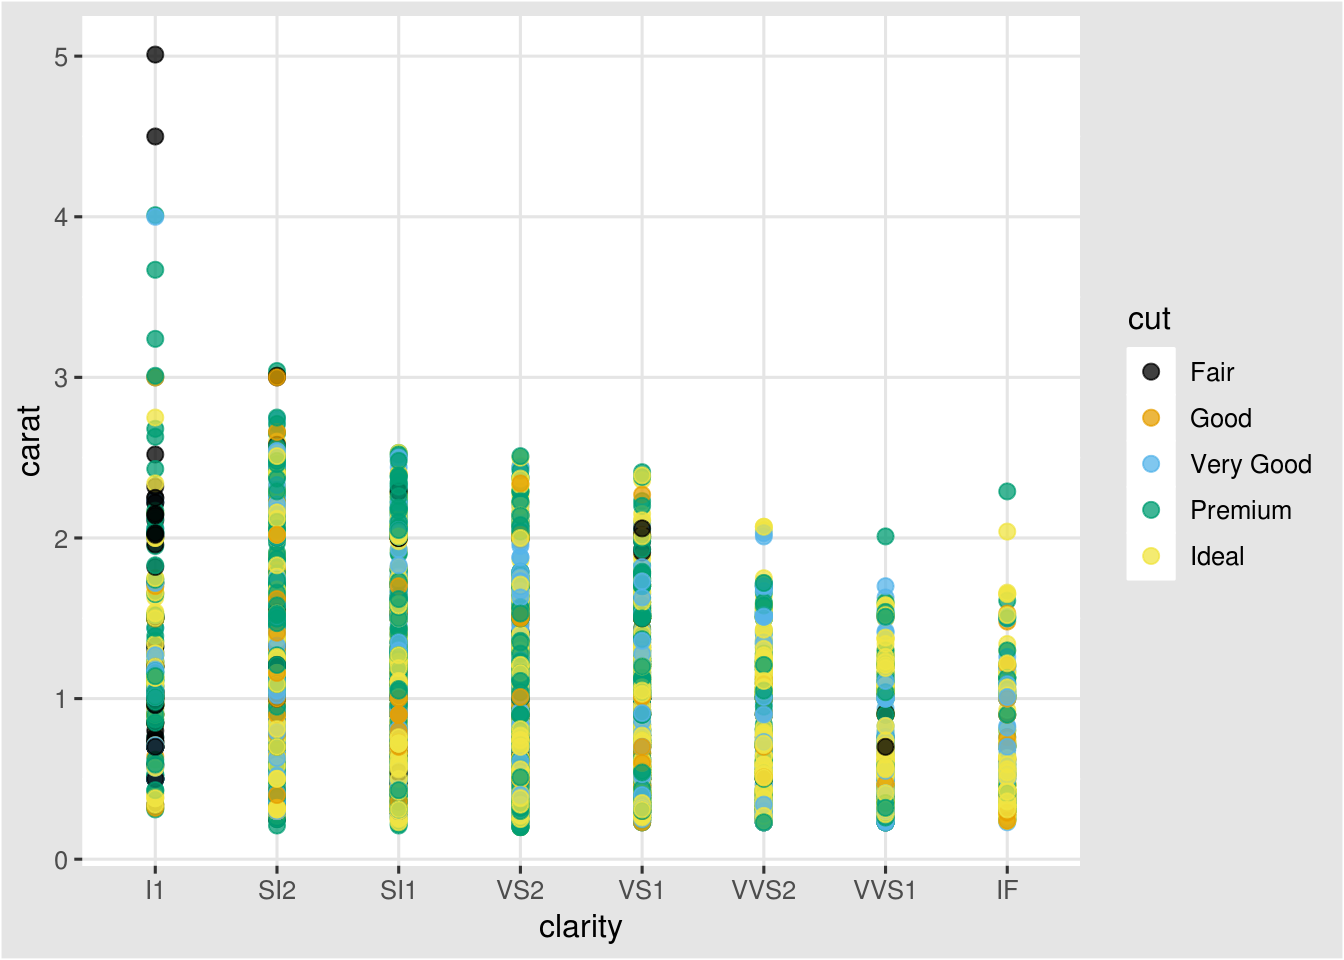 5
4
3
2
1
0
carat
I1 SI2 SI1 VS2 VS1 VVS2 VVS1 IF
clarity
cut
Fair
Good
Very Good
Premium
Ideal